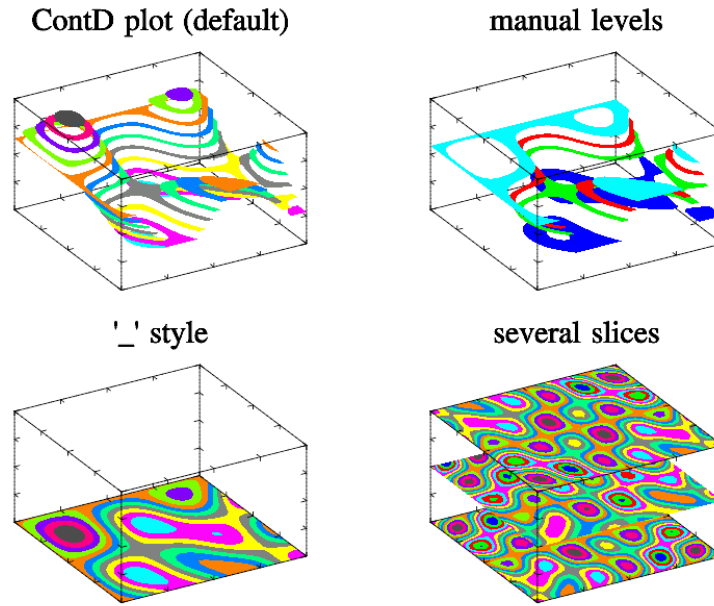 ContD plot (default)
manual levels
'_' style
several slices